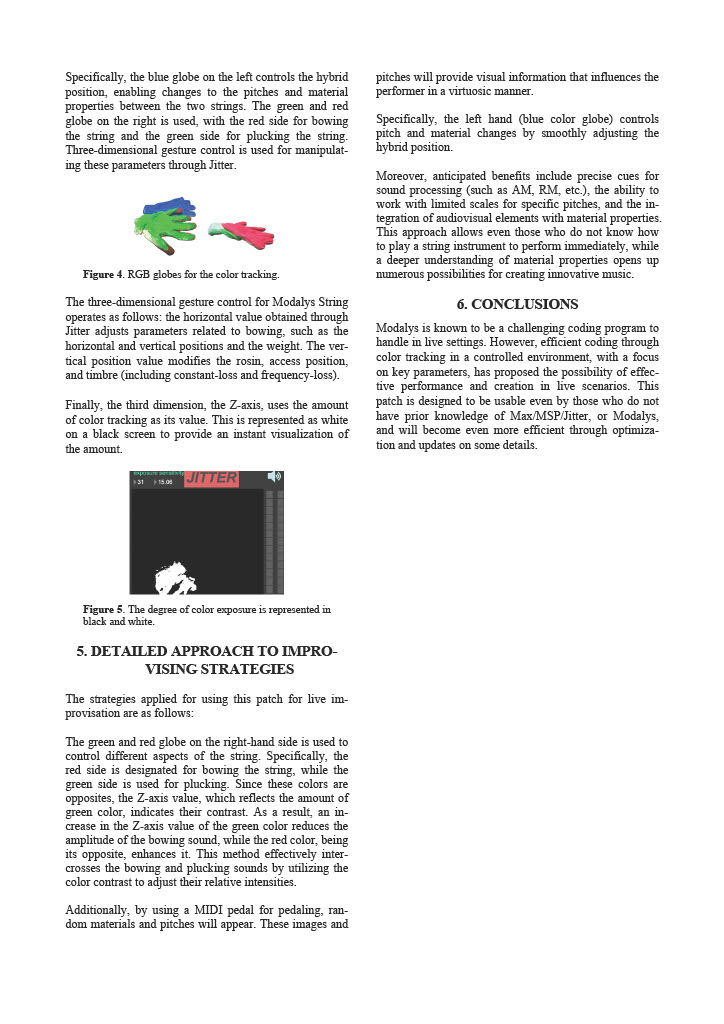 Specifically, the blue globe on the left controls the hybrid
position, enabling changes to the pitches and material
properties between the two strings. The green and red
globe on the right is used, with the red side for bowing
the string and the green side for plucking the string.
Three-dimensional gesture control is used for manipulat-
ing these parameters through Jitter.
Figure 4. RGB globes for the color tracking.
The three-dimensional gesture control for Modalys String
operates as follows: the horizontal value obtained through
Jitter adjusts parameters related to bowing, such as the
horizontal and vertical positions and the weight. The ver-
tical position value modifies the rosin, access position,
and timbre (including constant-loss and frequency-loss).
Finally, the third dimension, the Z-axis, uses the amount
of color tracking as its value. This is represented as white
on a black screen to provide an instant visualization of
the amount.
exposure sensitivity
31 15.06 JITTER
Figure 5. The degree of color exposure is represented in
black and white.
5. DETAILED APPROACH TO IMPRO-
VISING STRATEGIES
The strategies applied for using this patch for live im-
provisation are as follows:
The green and red globe on the right-hand side is used to
control different aspects of the string. Specifically, the
red side is designated for bowing the string, while the
green side is used for plucking. Since these colors are
opposites, the Z-axis value, which reflects the amount of
green color, indicates their contrast. As a result, an in-
crease in the Z-axis value of the green color reduces the
amplitude of the bowing sound, while the red color, being
its opposite, enhances it. This method effectively inter-
crosses the bowing and plucking sounds by utilizing the
color contrast to adjust their relative intensities.
Additionally, by using a MIDI pedal for pedaling, ran-
dom materials and pitches will appear. These images and
pitches will provide visual information that influences the
performer in a virtuosic manner.
Specifically, the left hand (blue color globe) controls
pitch and material changes by smoothly adjusting the
hybrid position.
Moreover, anticipated benefits include precise cues for
sound processing (such as AM, RM, etc.), the ability to
work with limited scales for specific pitches, and the in-
tegration of audiovisual elements with material properties.
This approach allows even those who do not know how
to play a string instrument to perform immediately, while
a deeper understanding of material properties opens up
numerous possibilities for creating innovative music.
6. CONCLUSIONS
Modalys is known to be a challenging coding program to
handle in live settings. However, efficient coding through
color tracking in a controlled environment, with a focus
on key parameters, has proposed the possibility of effec-
tive performance and creation in live scenarios. This
patch is designed to be usable even by those who do not
have prior knowledge of Max/MSP/Jitter, or Modalys,
and will become even more efficient through optimiza-
tion and updates on some details.